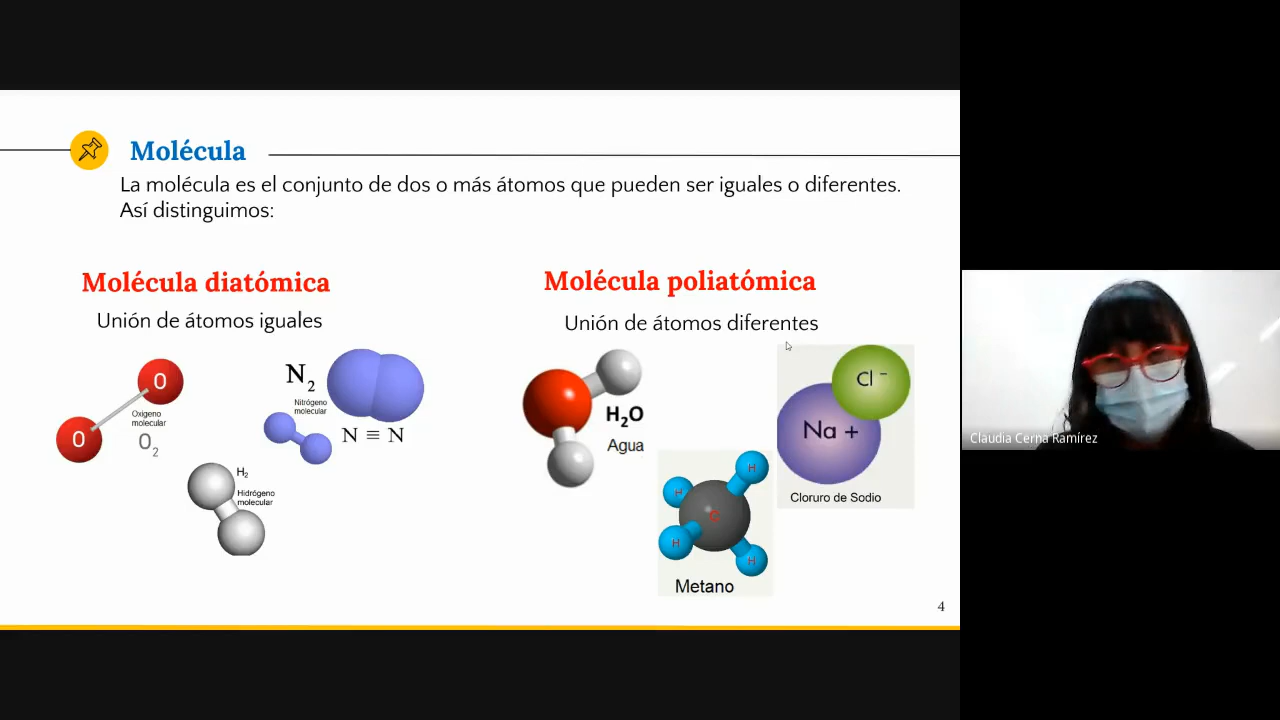 Molécula
La molécula es el conjunto de dos o más átomos que pueden ser iguales o diferentes.
Así distinguimos:
Molécula diatómica
Unión de átomos iguales
O
O
Oxigeno
molecular
O2
N2
Nitrógeno
molecular
N ≡ N
H2
Hidrógeno
molecular
Molécula poliatómica
Unión de átomos diferentes
H2O
Agua
Cl −
Na +
Cloruro de Sodio
H
H
C
H
H
Metano
4
Claudia Cerna Ramírez